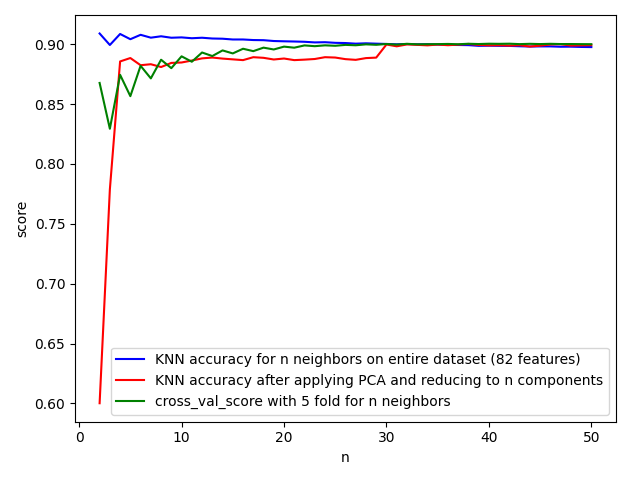 0.90
0.85
0.80
0.75
0.70
0.65
0.60
score
KNN accuracy for n neighbors on entire dataset (82 features)
KNN accuracy after applying PCA and reducing to n components
cross_val_score with 5 fold for n neighbors
0 10 20 30 40 50
n